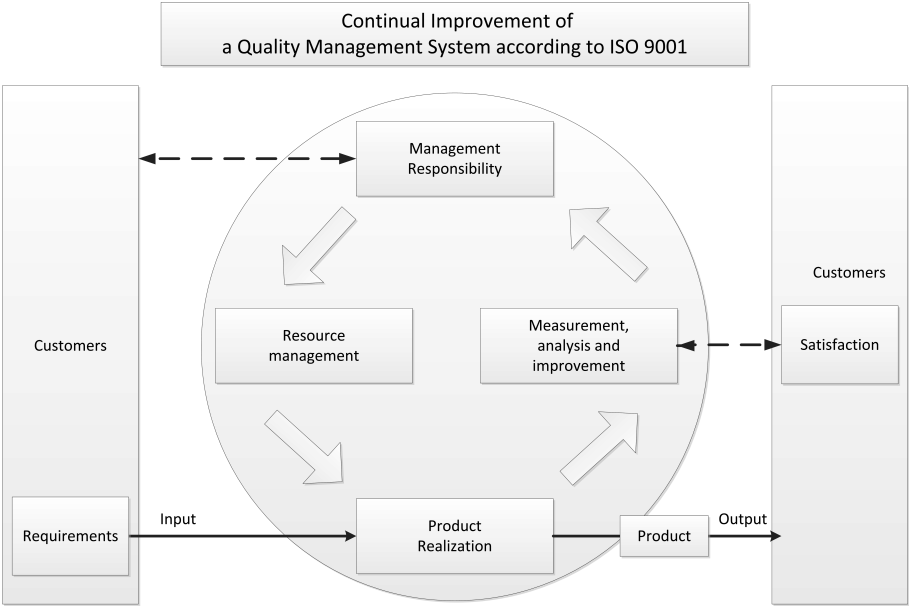 Continual Improvement of
a Quality Management System according to ISO 9001
Management
Responsibility
Customers
Customers
Resource
management
Measurement,
analysis and
improvement
Satisfaction
Requirements
Input
Product
Realization
Product
Output